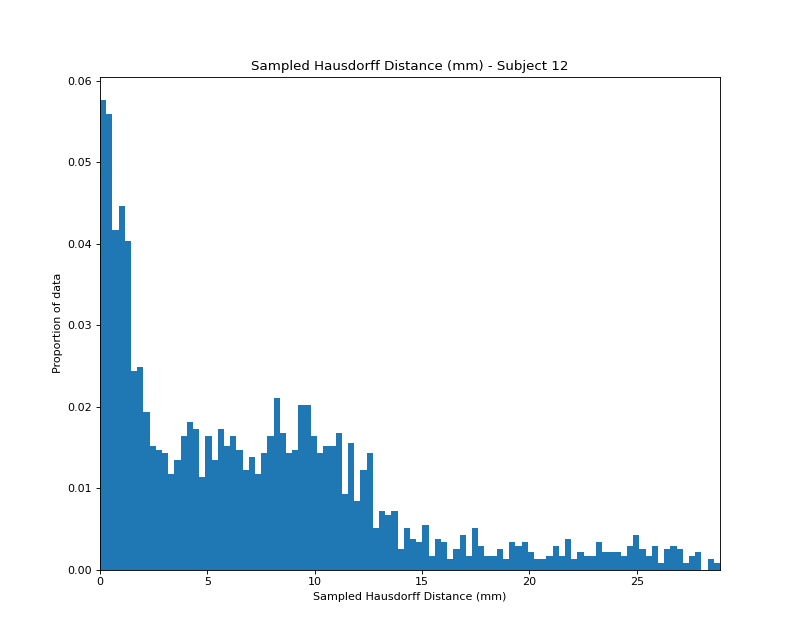 Sampled Hausdorff Distance (mm) - Subject 12
0.06
0.05
0.04
0.03
0.02
0.01
0.00
Proportion of data
0 5 10 15 20 25
Sampled Hausdorff Distance (mm)